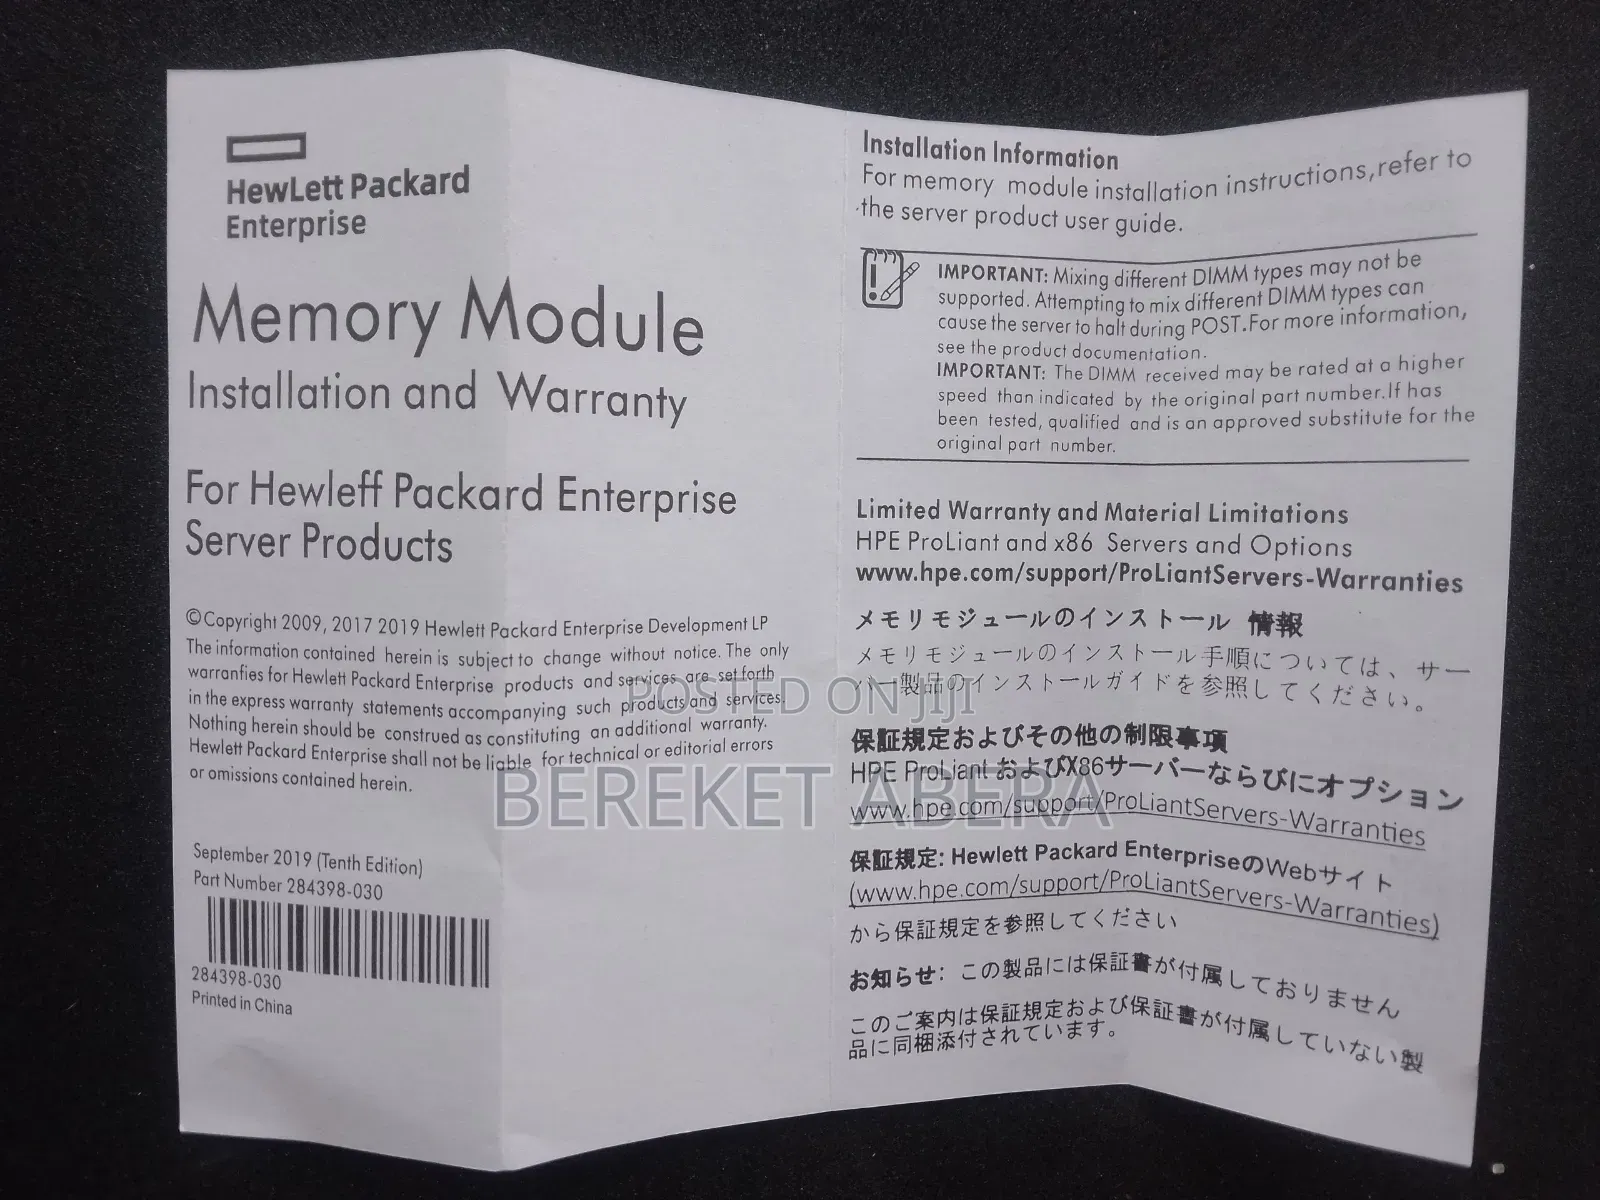 HewLett Packard
Enterprise
Memory Module
Installation and Warranty
For Hewleff Packard Enterprise
Server Products
©Copyright 2009, 2017 2019 Hewlett Packard Enterprise Development LP
The information contained herein is subject to change without notice. The only
warranfies for Hewlett Packard Enterprise products and services are set forth
in the express warranty statements accompanying such products and services.
Nothing herein should be construed as constituting an additional warranty.
Hewlett Packard Enterprise shall not be liable for technical or editorial errors
or omissions contained herein.
September 2019 (Tenth Edition)
Part Number 284398-030
284398-030
Printed in China
Installation Information
For memory module installation instructions,refer to
the server product user guide.
IMPORTANT: Mixing different DIMM types may not be
supported. Attempting to mix different DIMM types can
cause the server to halt during POST.For more information,
see the product documentation.
IMPORTANT: The DIMM received may be rated at a higher
speed than indicated by the original part number.If has
been tested, qualified and is an approved substitute for the
original part number.
Limited Warranty and Material Limitations
HPE ProLiant and x86 Servers and Options
www.hpe.com/support/ProLiantServers-Warranties
メモリモジュールのインストール 情報
メモリモジュールのインストール手順については、サー
バー製品のインストールガイドを参照してください。
保証規定およびその他の制限事項
HPE ProLiant およびX86サーバーならびにオプション
www.hpe.com/support/ProLiantServers-Warranties
保証規定: Hewlett Packard EnterpriseのWebサイト
(www.hpe.com/support/ProLiantServers-Warranties)
から保証規定を参照してください
お知らせ: この製品には保証書が付属しておりません
このご案内は保証規定および保証書が付属していない製
品に同梱添付されています。
POSTED ON JIJI
BEREKET ABERA